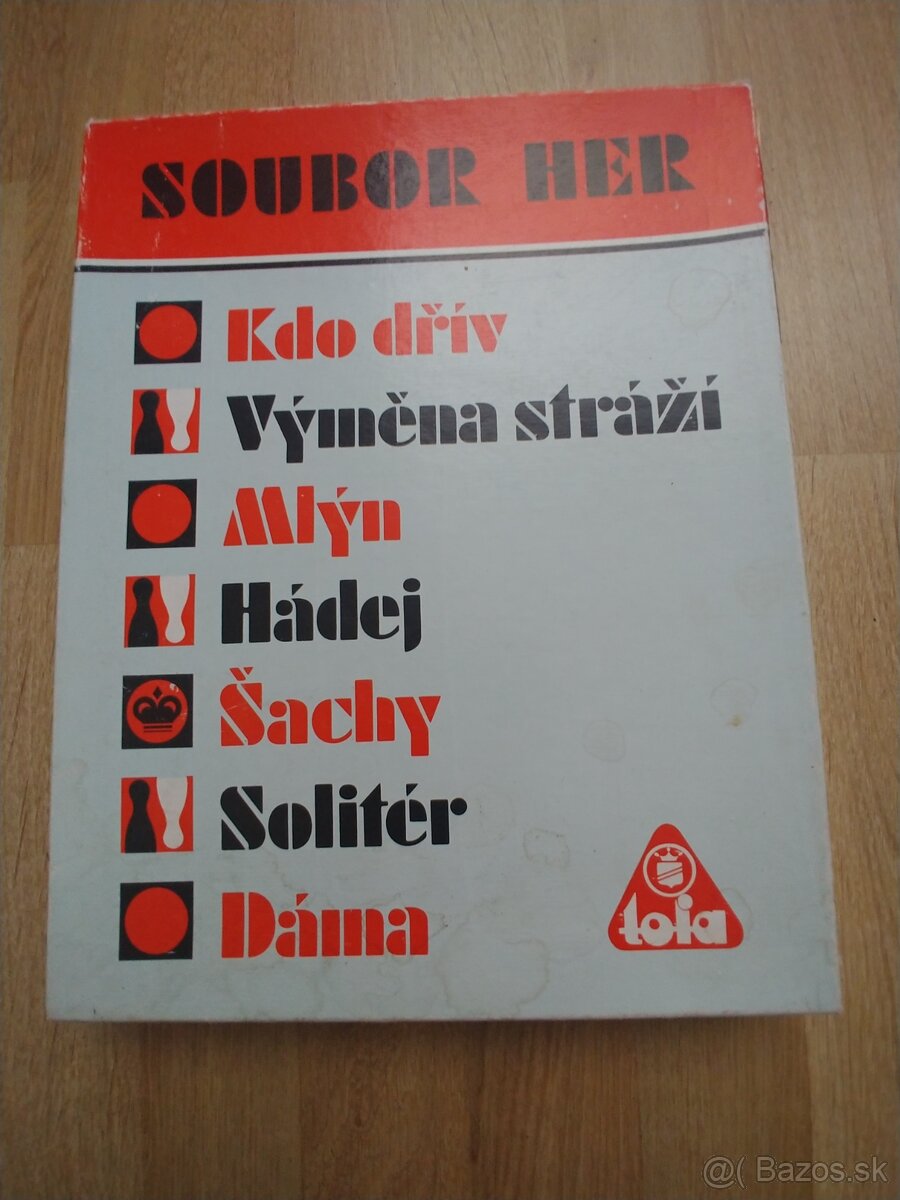 SOUBOR HER
Kdo dřív
Výměna stráží
Mlýn
Hádej
Šachy
Solitér
Dáma
tofa
@( Bazos.sk